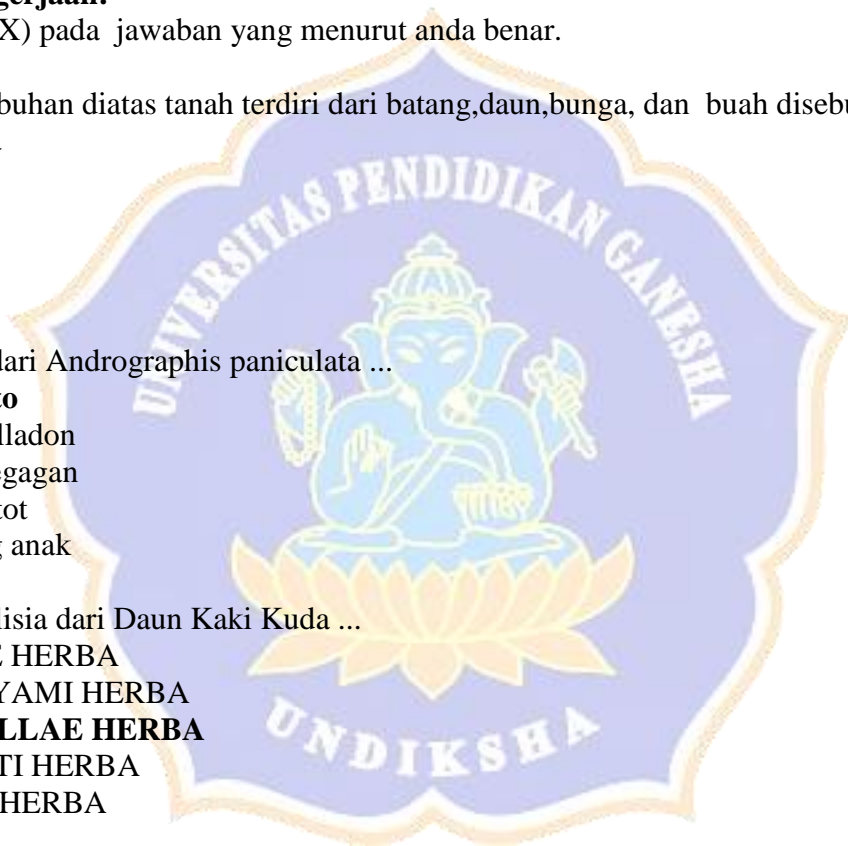 gerjaan:
X) pada jawaban yang menurut anda benar.
buhan diatas tanah terdiri dari batang,daun,bunga, dan buah disebu
UNIVERSITAS PENDIDIKAN GANESHA
dari Andrographis paniculata ...
to
lladon
egagan
tot
g anak
lisia dari Daun Kaki Kuda ...
E HERBA
YAMI HERBA
LLAE HERBA
TI HERBA
HERBA
UNDIKSHA